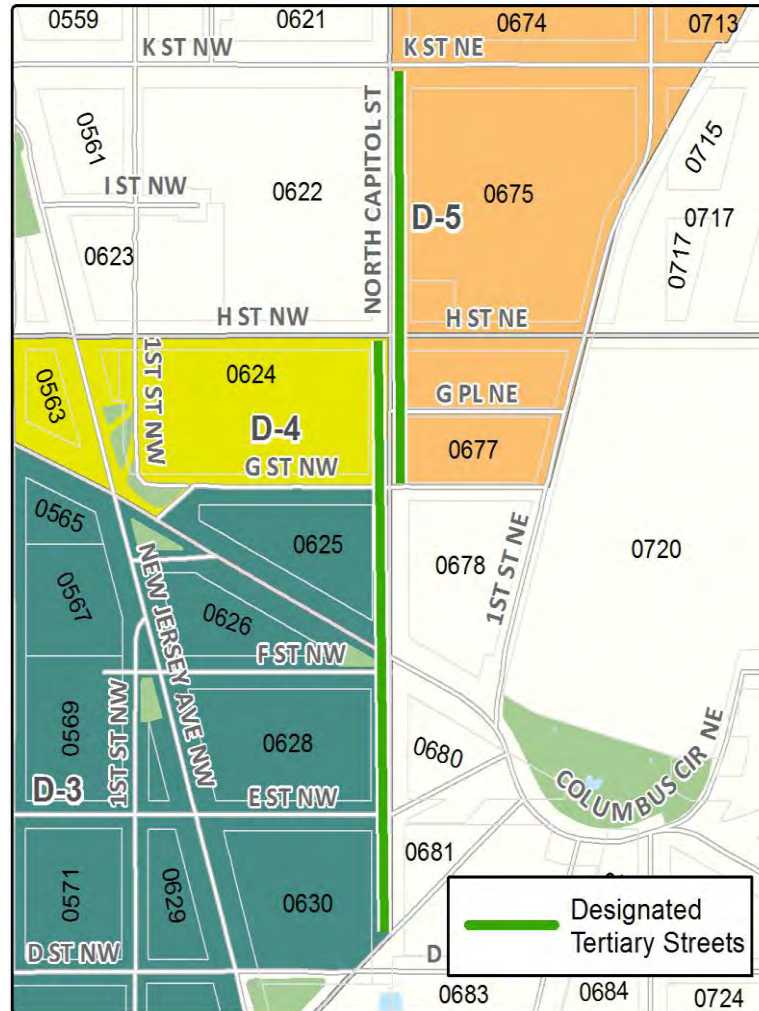 0559
0621
0674
0713
K ST NW
K ST NE
0561
NORTH CAPITOL ST
0715
I ST NW
0622
0675
D-5
0717
0717
0623
H ST NW
H ST NE
0563
1ST ST NW
0624
G PL NE
D-4
G ST NW
0677
0565
0625
0678
0720
1ST ST NE
0567
NEW JERSEY AVE NW
0626
F ST NW
0569
1ST ST NW
0628
0680
COLUMBUS CIR NE
D-3
E ST NW
0681
0571
0629
0630
Designated
Tertiary Streets
D ST NW
D
0683
0684
0724